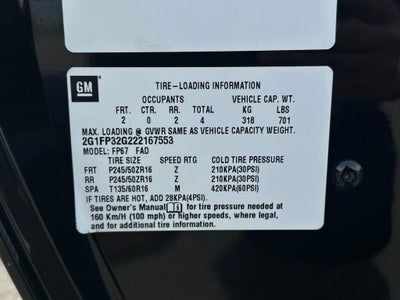 GM
TIRE-LOADING INFORMATION
OCCUPANTS VEHICLE CAP. WT.
FRT. CTR. RR. TOTAL KG LBS
2 0 2 4 318 701
MAX. LOADING @ GVWR SAME AS VEHICLE CAPACITY WEIGHT.
2G1FP32G222167553
MODEL: FP67 FAD
TIRE SIZE SPEED RTG COLD TIRE PRESSURE
FRT P245/50ZR16 Z 210KPA(30PSI)
RR P245/50ZR16 Z 210KPA(30PSI)
SPA T135/60R16 M 420KPA(60PSI)
IF TIRES ARE HOT, ADD 28KPA(4PSI).
See Owner's Manual [i] for tire pressure needed at
160 Km/H (100 mph) or higher speeds, where legal,
and for additional tire information.